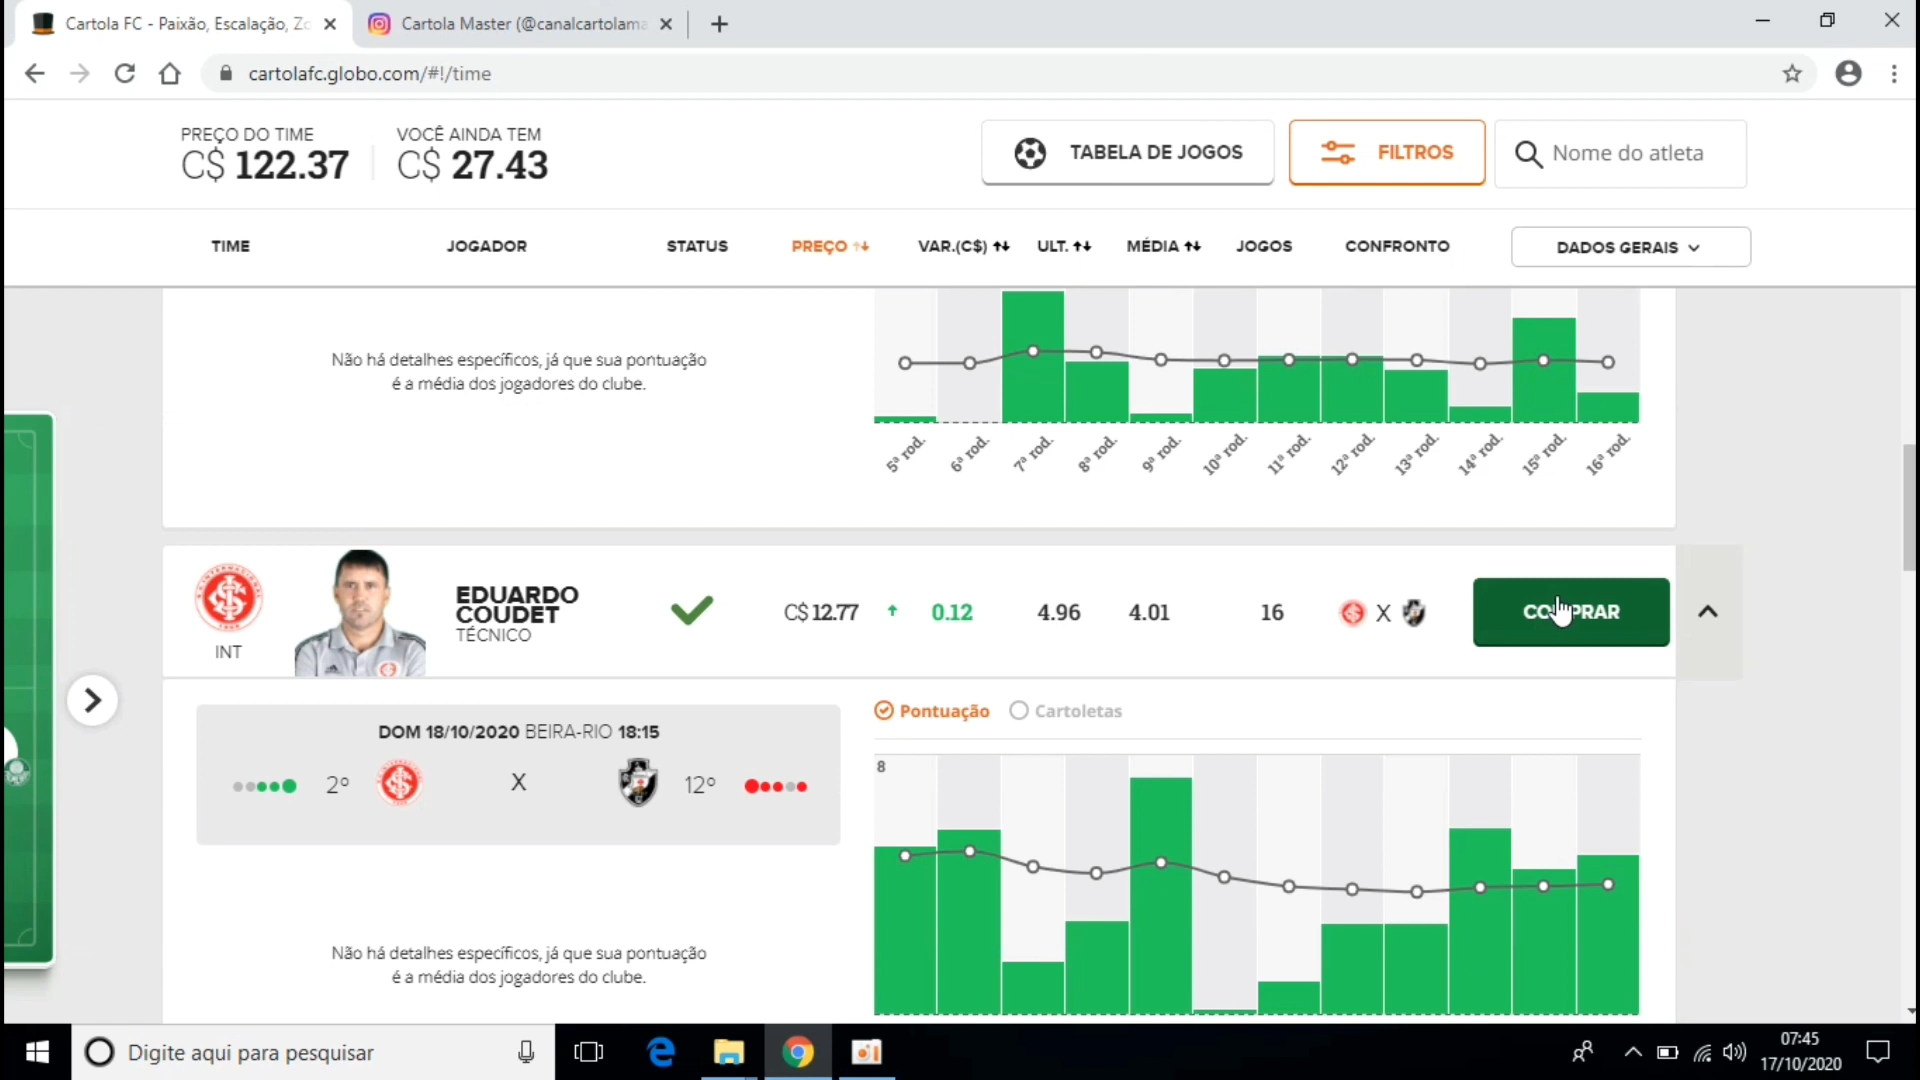 Cartola FC - Paixão, Escalação, Zo
Cartola Master (@canalcartolama
cartolafc.globo.com/#!/time
PREÇO DO TIME
C$ 122.37
VOCÊ AINDA TEM
C$ 27.43
TABELA DE JOGOS
FILTROS
Nome do atleta
TIME JOGADOR STATUS PREÇO VAR.(C$) ULT. MÉDIA JOGOS CONFRONTO DADOS GERAIS
Não há detalhes específicos, já que sua pontuação
é a média dos jogadores do clube.
5ª rod. 6ª rod. 7ª rod. 8ª rod. 9ª rod. 10ª rod. 11ª rod. 12ª rod. 13ª rod. 14ª rod. 15ª rod. 16ª rod.
INT
EDUARDO
COUDET
TÉCNICO
C$ 12.77 0.12 4.96 4.01 16 X COMPRAR
DOM 18/10/2020 BEIRA-RIO 18:15
2º X 12º
Pontuação Cartoletas
8
Não há detalhes específicos, já que sua pontuação
é a média dos jogadores do clube.
Digite aqui para pesquisar
07:45
17/10/2020